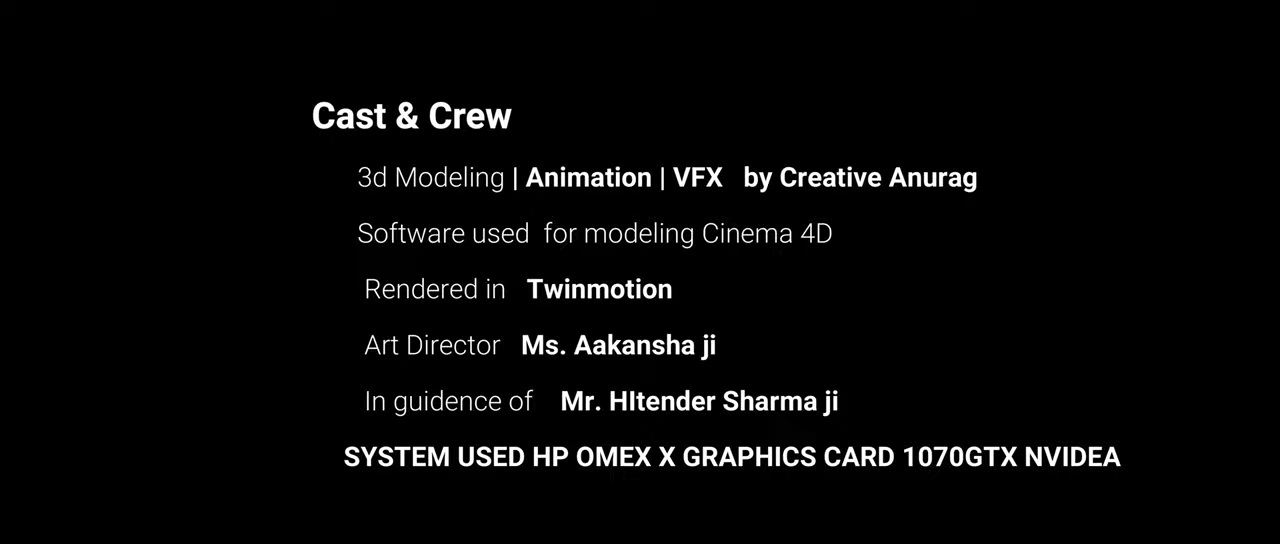 Cast & Crew
3d Modeling | Animation | VFX by Creative Anurag
Software used for modeling Cinema 4D
Rendered in Twinmotion
Art Director Ms. Aakansha ji
In guidence of Mr. HItender Sharma ji
SYSTEM USED HP OMEX X GRAPHICS CARD 1070GTX NVIDEA